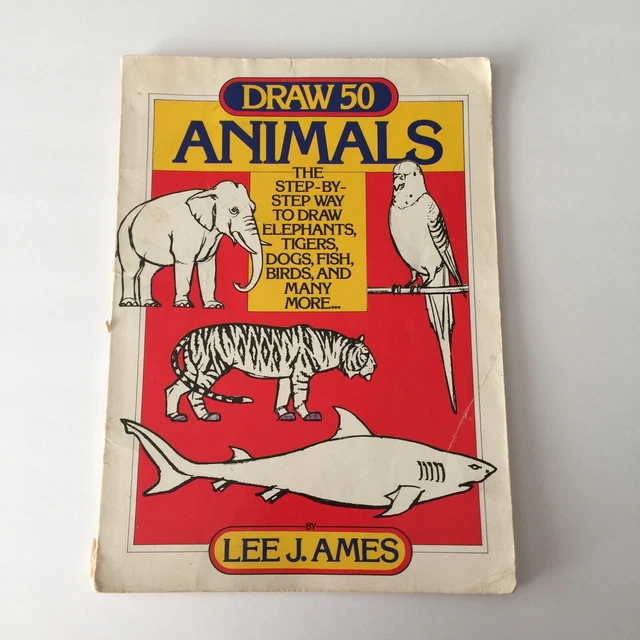 DRAW 50
ANIMALS
THE
STEP-BY-
STEP WAY
TO DRAW
ELEPHANTS,
TIGERS,
DOGS, FISH,
BIRDS, AND
MANY
MORE...
BY
LEE J. AMES